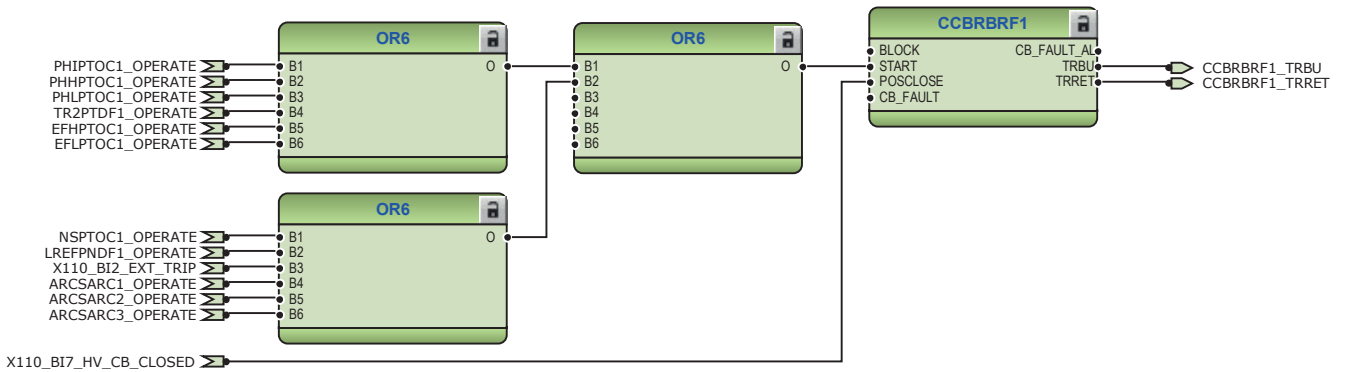 OR6
PHIPTOC1_OPERATE
PHHPTOC1_OPERATE
PHLPTOC1_OPERATE
TR2PTDF1_OPERATE
EFHPTOC1_OPERATE
EFLPTOC1_OPERATE
B1
B2
B3
B4
B5
B6
O
OR6
B1
B2
B3
B4
B5
B6
O
CCBRBRF1
BLOCK
START
POSCLOSE
CB_FAULT
CB_FAULT_AL
TRBU
TRRET
CCBRBRF1_TRBU
CCBRBRF1_TRRET
OR6
NSPTOC1_OPERATE
LREFPNDF1_OPERATE
X110_BI2_EXT_TRIP
ARCSARC1_OPERATE
ARCSARC2_OPERATE
ARCSARC3_OPERATE
B1
B2
B3
B4
B5
B6
O
X110_BI7_HV_CB_CLOSED